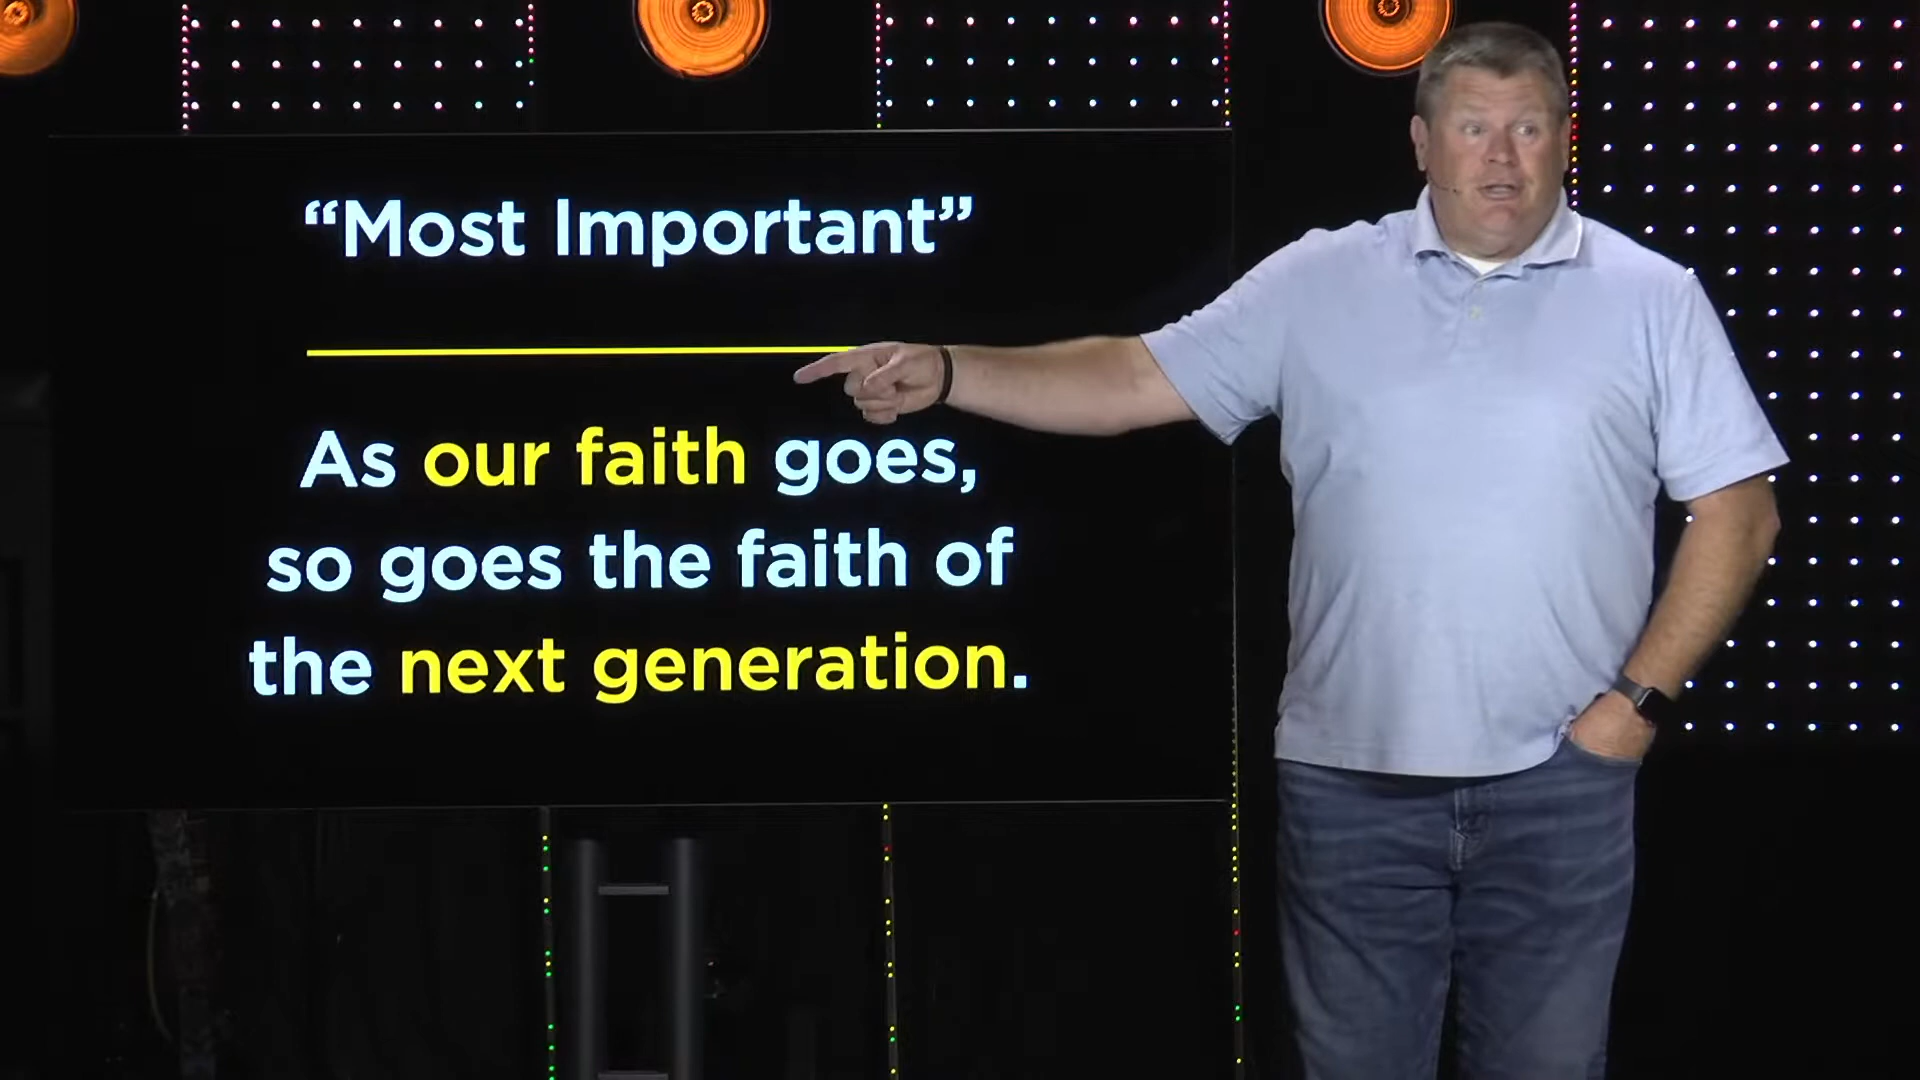 “Most Important”
As our faith goes,
so goes the faith of
the next generation.